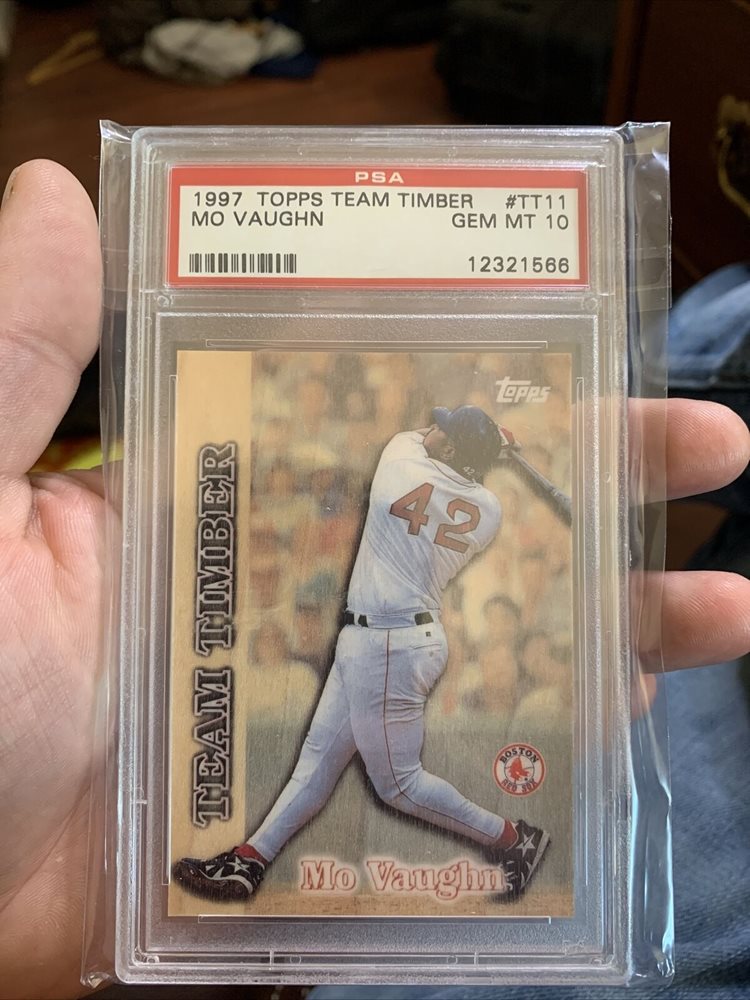 PSA
1997 TOPPS TEAM TIMBER #TT11
MO VAUGHN GEM MT 10
12321566
Topps
TEAM TIMBER
42
42
BOSTON
RED SOX
Mo Vaughn